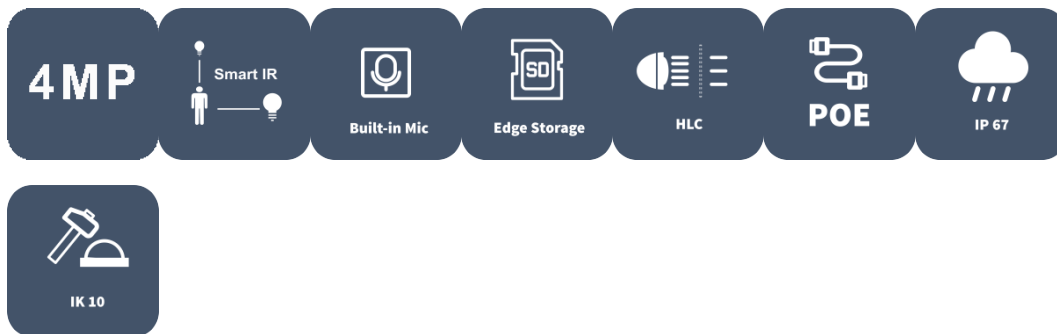 4MP
Smart IR
Built-in Mic
SD
Edge Storage
HLC
POE
IP 67
IK 10